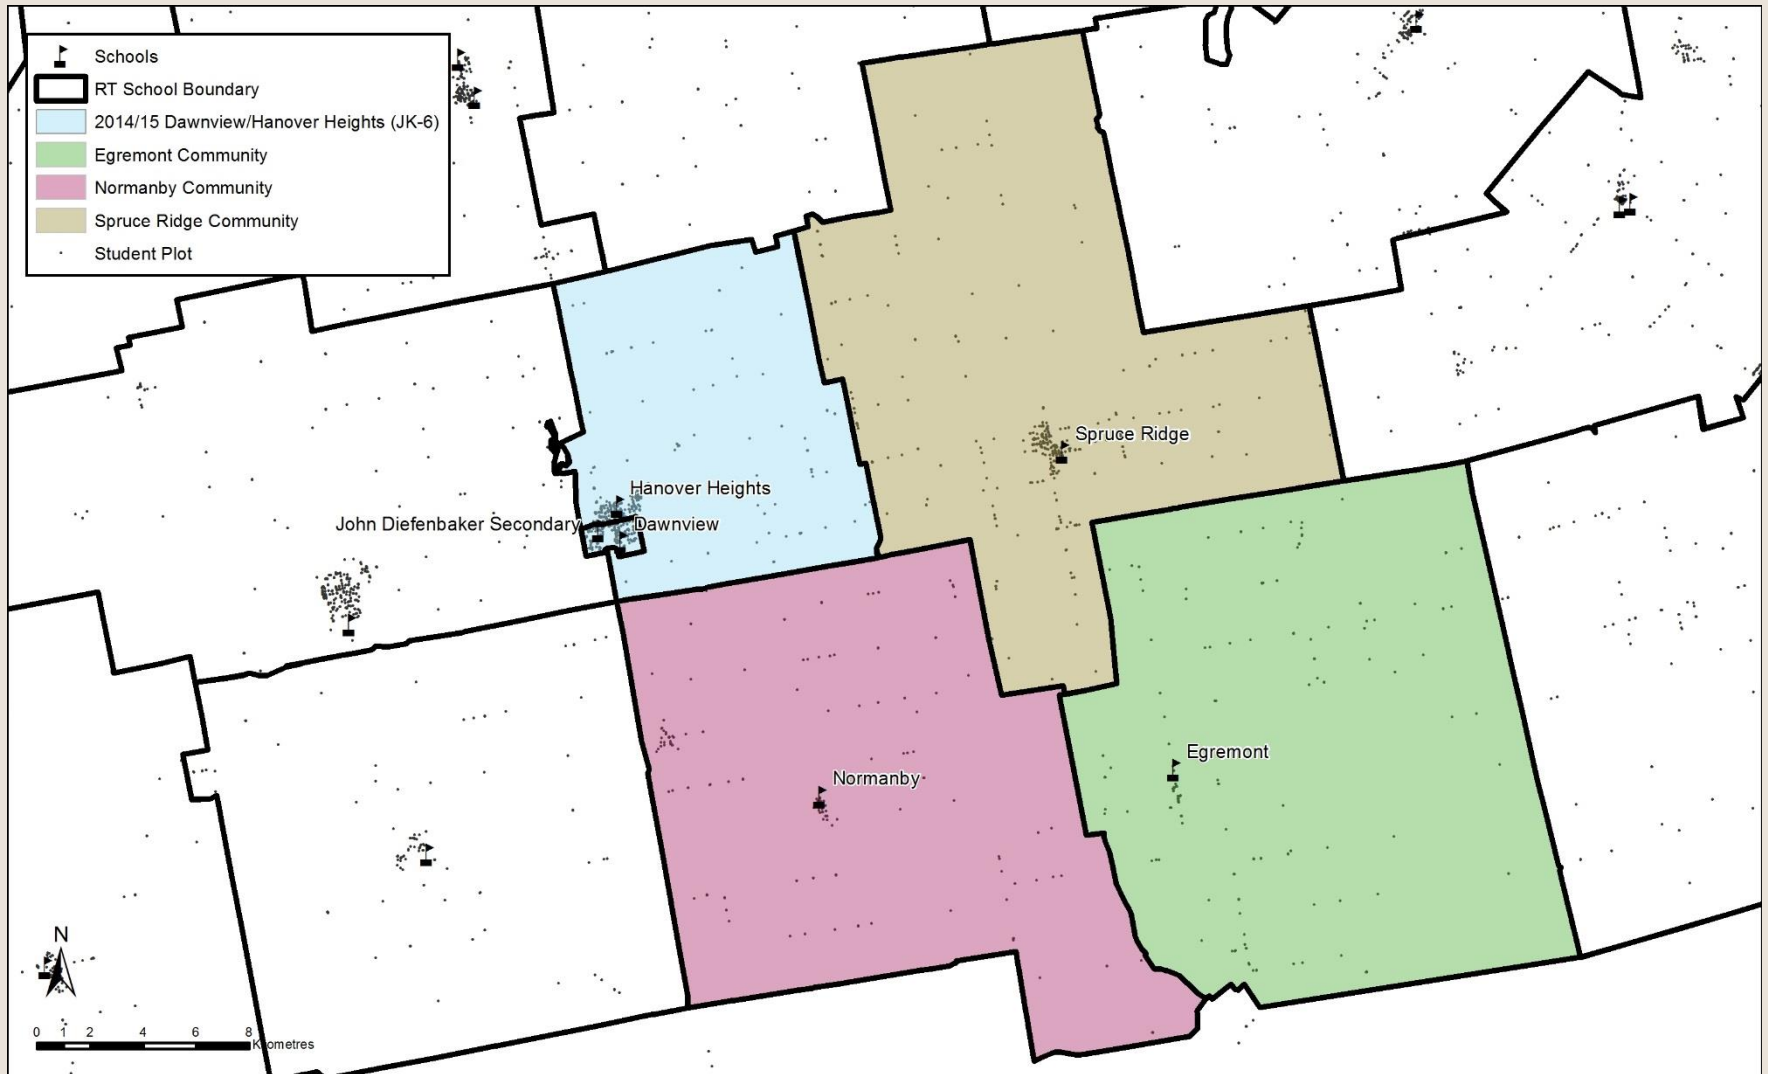 Schools
RT School Boundary
2014/15 Dawnview/Hanover Heights (JK-6)
Egremont Community
Normanby Community
Spruce Ridge Community
Student Plot
Spruce Ridge
Hanover Heights
John Diefenbaker Secondary
Dawnview
Egremont
Normanby
N
0 1 2 4 6 8
Kilometres